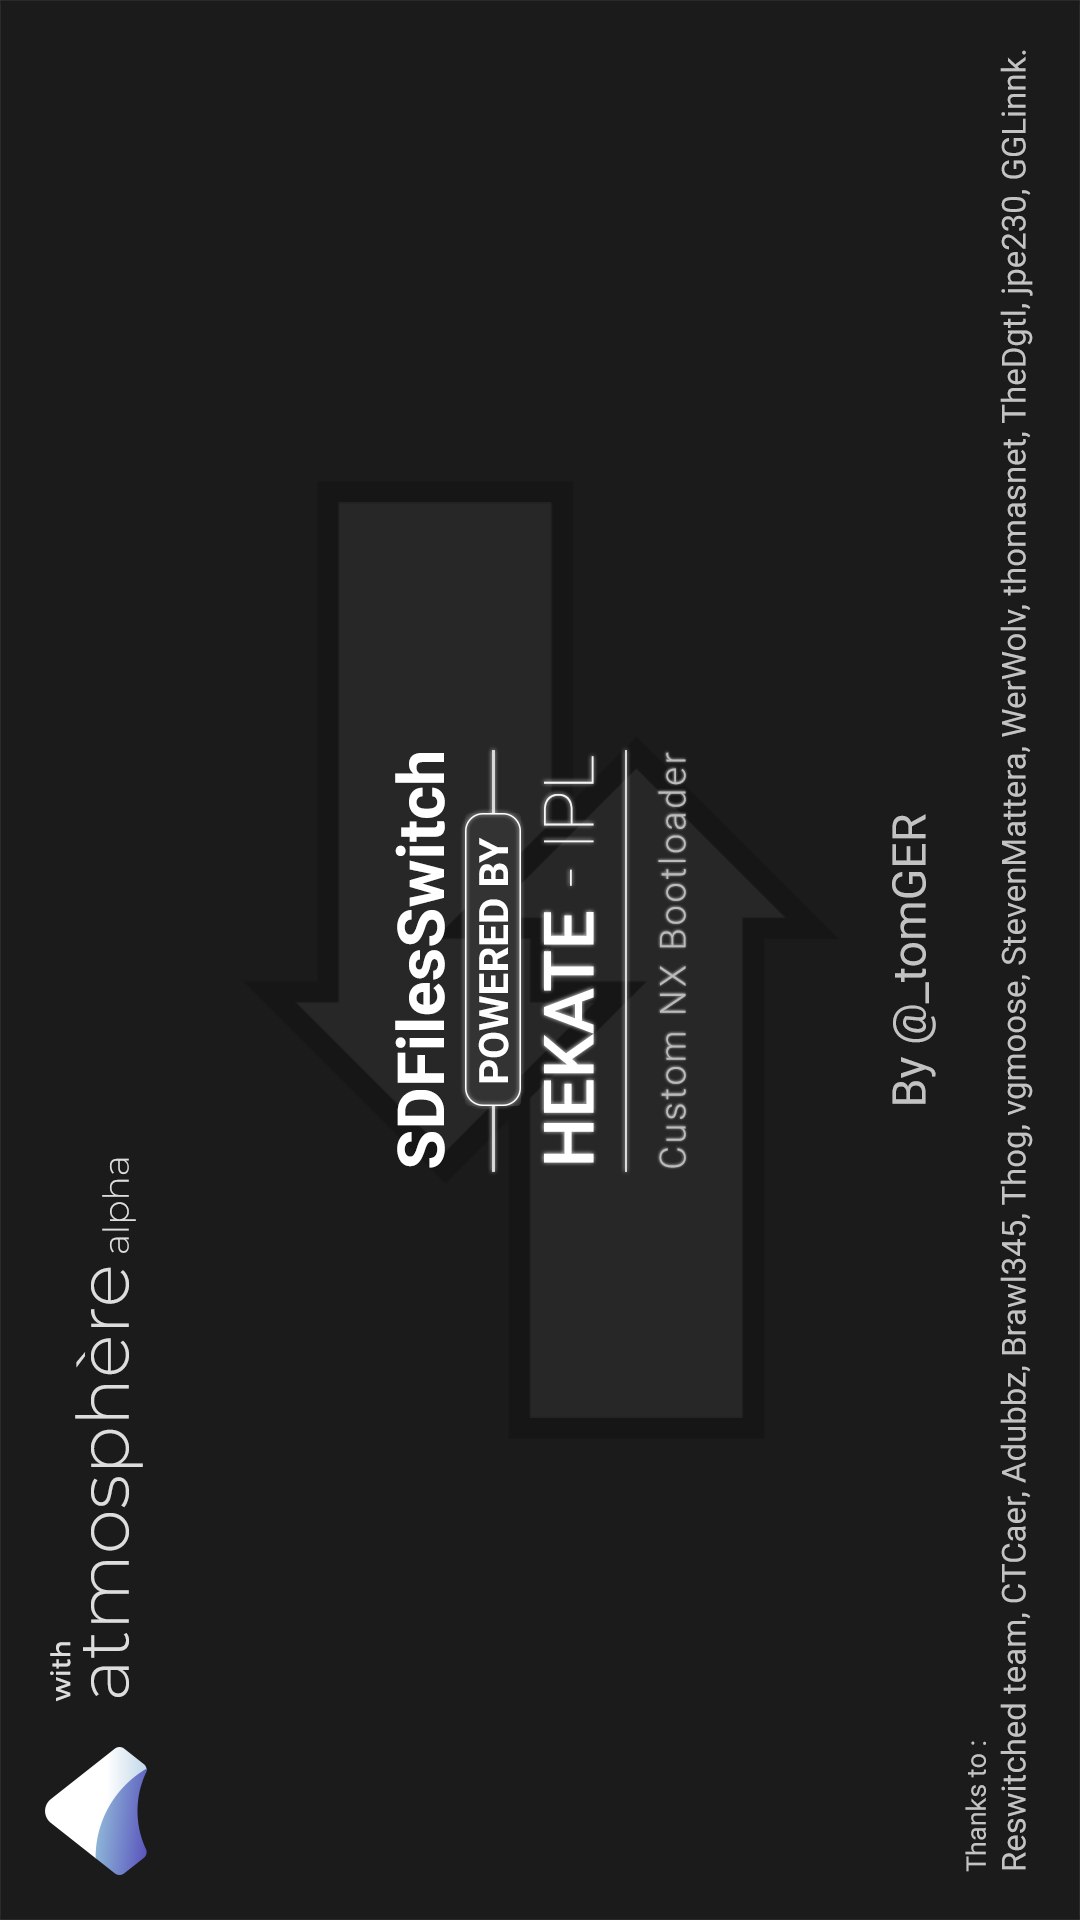 with
atmosphère alpha
SDFilesSwitch
POWERED BY
HEKATE - IPL
Custom NX Bootloader
By @_tomGER
Thanks to :
Reswitched team, CTCaer, Adubbz, Brawl345, Thog, vgmoose, StevenMattera, WerWolv, thomasnet, TheDgtl, jpe230, GGLinnk.